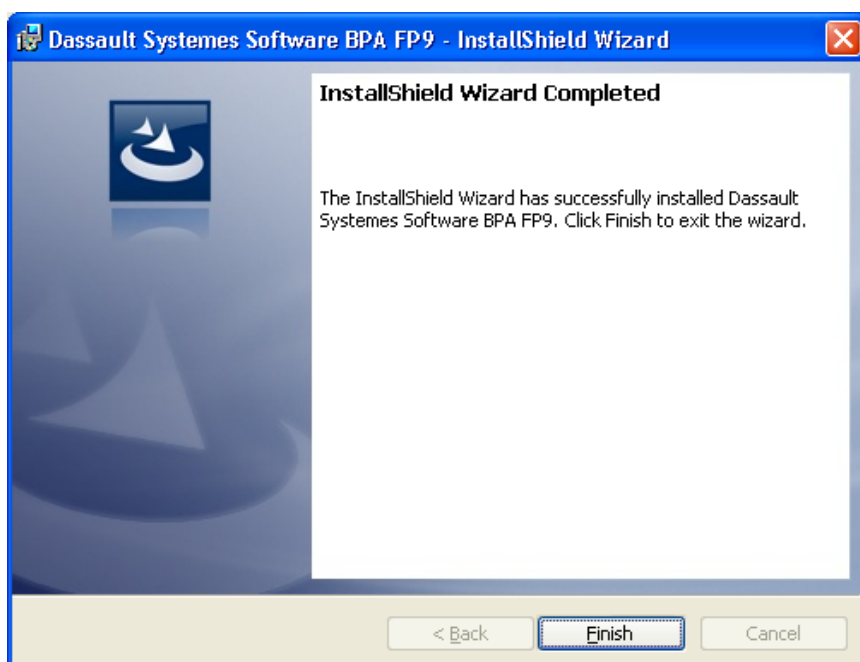 Dassault Systemes Software BPA FP9 - InstallShield Wizard
InstallShield Wizard Completed
The InstallShield Wizard has successfully installed Dassault
Systemes Software BPA FP9. Click Finish to exit the wizard.
< Back
Finish
Cancel